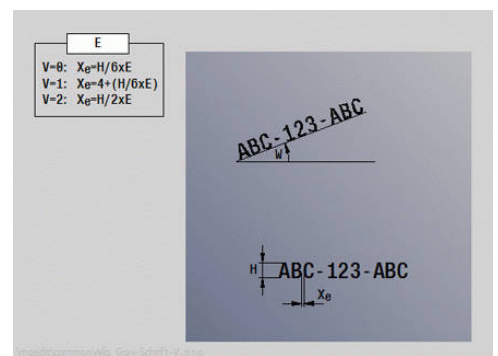 E
V=0: Xe=H/6xE
V=1: Xe=4+(H/6xE)
V=2: Xe=H/2xE
ABC-123-ABC
W
H ABC-123-ABC
Xe